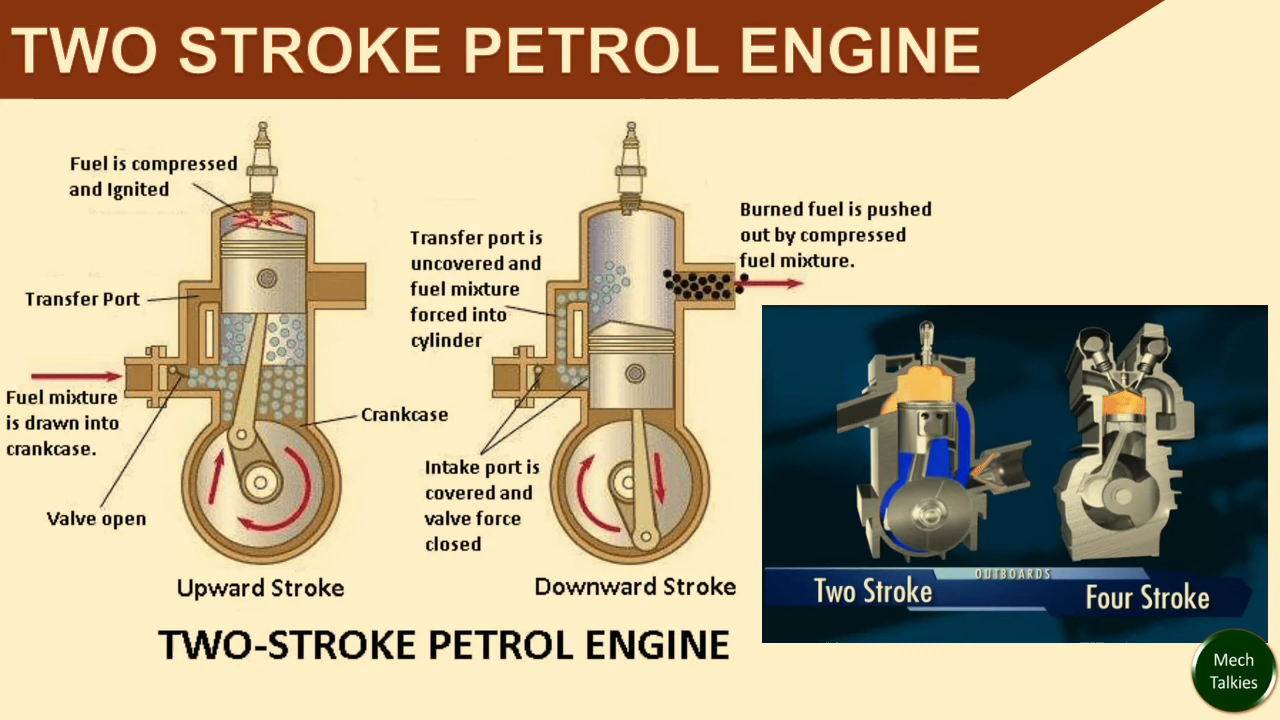 TWO STROKE PETROL ENGINE
Fuel is compressed
and Ignited
Transfer Port
Fuel mixture
is drawn into
crankcase.
Valve open
Crankcase
Upward Stroke
Transfer port is
uncovered and
fuel mixture
forced into
cylinder
Burned fuel is pushed
out by compressed
fuel mixture.
Intake port is
covered and
valve force
closed
Downward Stroke
TWO-STROKE PETROL ENGINE
OUTBOARDS
Two Stroke
Four Stroke
Mech
Talkies